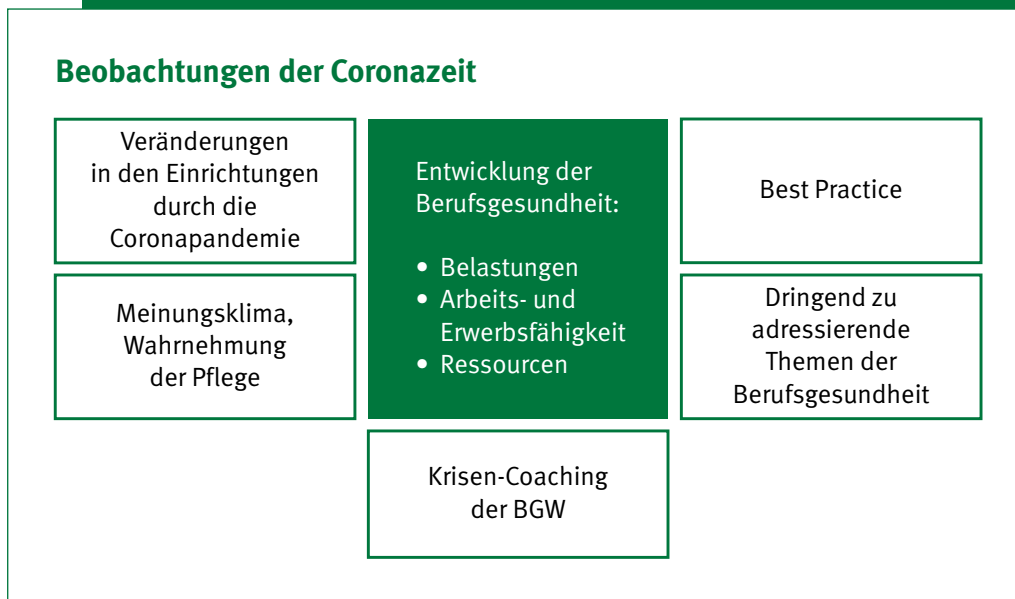 Beobachtungen der Coronazeit
Veränderungen
in den Einrichtungen
durch die
Coronapandemie
Meinungsklima,
Wahrnehmung
der Pflege
Entwicklung der
Berufsgesundheit:
• Belastungen
• Arbeits- und
Erwerbsfähigkeit
• Ressourcen
Best Practice
Dringend zu
adressierende
Themen der
Berufsgesundheit
Krisen-Coaching
der BGW